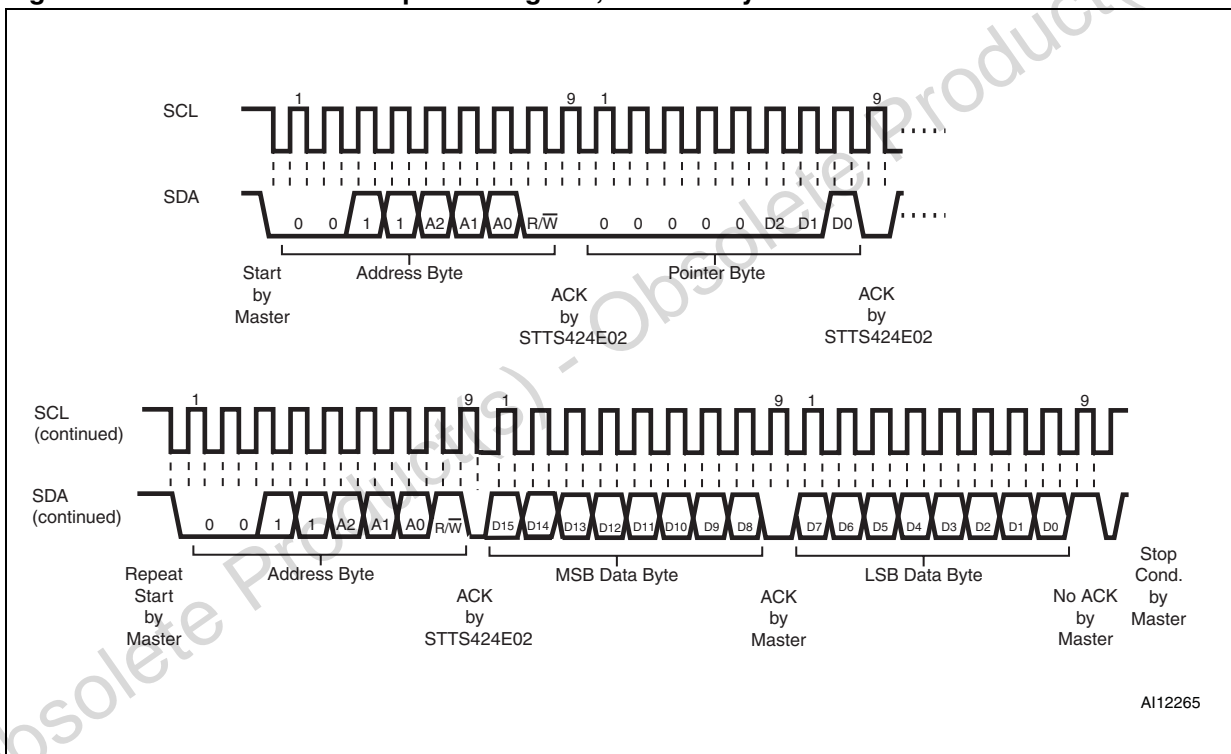 SCL
1 9 1 9
SDA
0 0 1 1 A2 A1 A0 R/W 0 0 0 0 0 D2 D1 D0
Start
by
Master
Address Byte
Pointer Byte
ACK
by
STTS424E02
ACK
by
STTS424E02
SCL
(continued)
1 9 1 9 1 9
SDA
(continued)
0 0 1 1 A2 A1 A0 R/W D15 D14 D13 D12 D11 D10 D9 D8 D7 D6 D5 D4 D3 D2 D1 D0
Repeat
Start
by
Master
Address Byte
ACK
by
STTS424E02
MSB Data Byte
ACK
by
Master
LSB Data Byte
No ACK
by
Master
Stop
Cond.
by
Master
AI12265
Obsolete Product(s) - Obsolete Product(